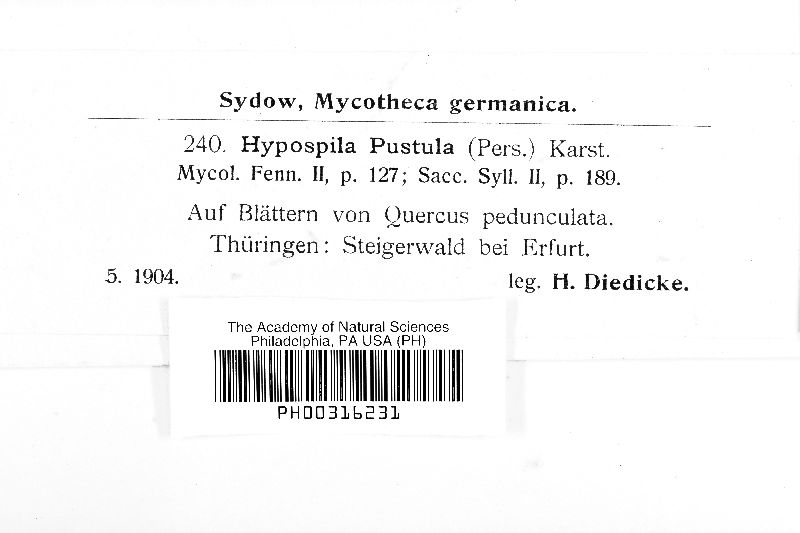 Sydow, Mycotheca germanica.
240. Hypospila Pustula (Pers.) Karst.
Mycol. Fenn. II, p. 127; Sacc. Syll. II, p. 189.
Auf Blättern von Quercus pedunculata.
Thüringen: Steigerwald bei Erfurt.
5. 1904. leg. H. Diedicke.
The Academy of Natural Sciences
Philadelphia, PA USA (PH)
PH00316231